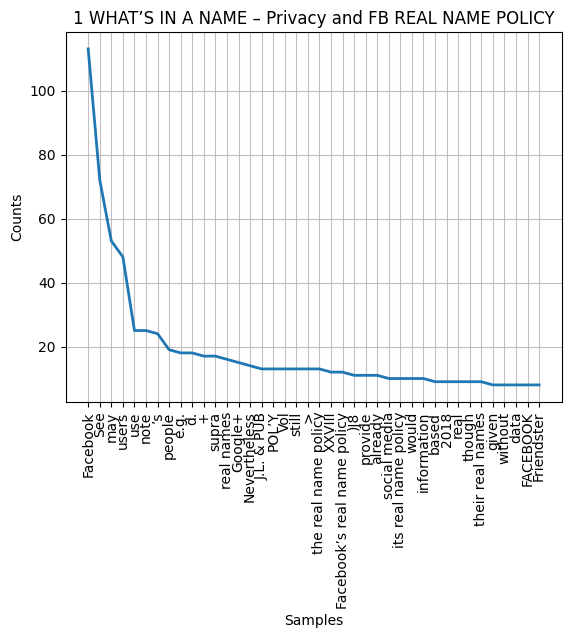 1 WHAT’S IN A NAME – Privacy and FB REAL NAME POLICY
Counts
100
80
60
40
20
Facebook
See
may
users
use
note
’s
people
e.g.
d.
+
supra
real names
Google+
Nevertheless
J.L. & PUB
POL’Y
Vol
still
>
the real name policy
XXVIII
Facebook’s real name policy
]i8
provide
already
social media
its real name policy
would
information
based
2018
real
though
their real names
given
without
data
FACEBOOK
Friendster
Samples